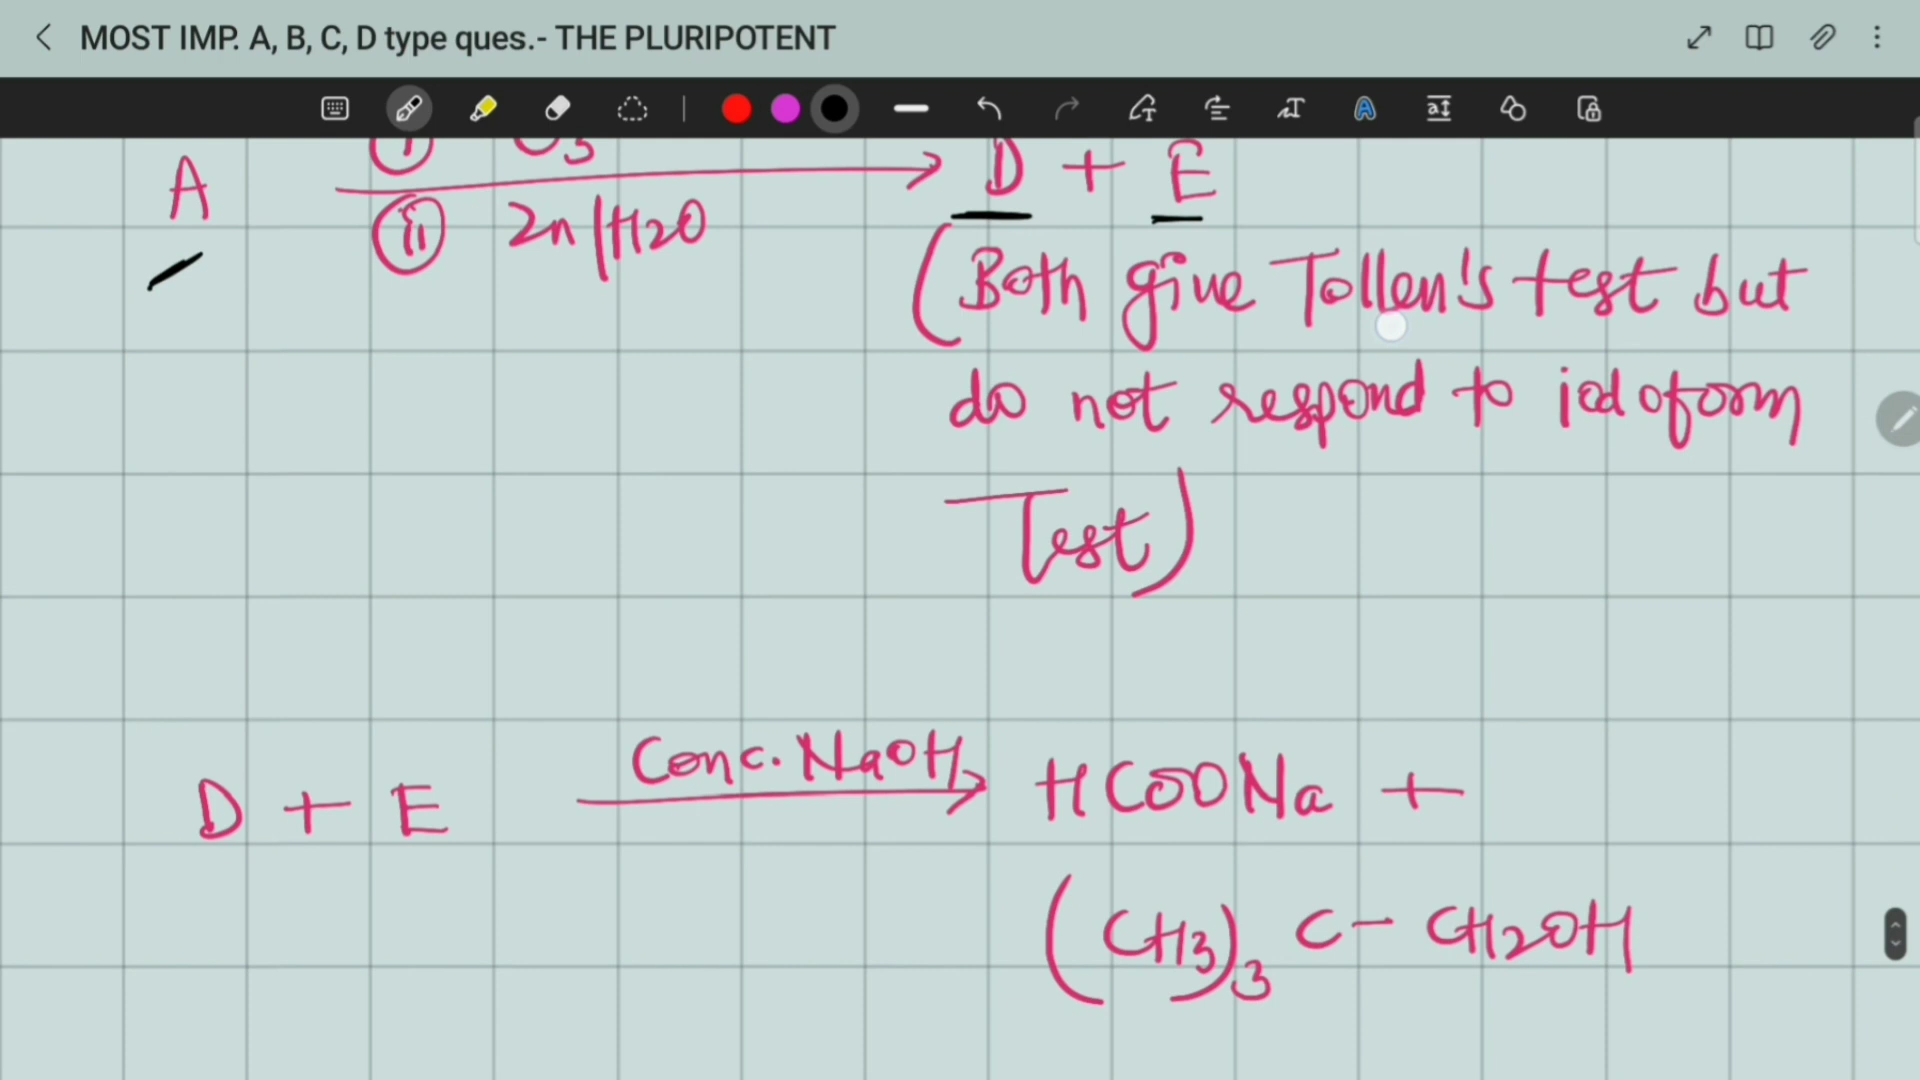 MOST IMP. A, B, C, D type ques.- THE PLURIPOTENT
A (i) O3 → D + E
(ii) Zn|H2O
(Both give Tollen's test but
do not respond to iodoform
Test)
D + E Conc. NaOH → HCOONa +
(CH3)3 C - CH2OH